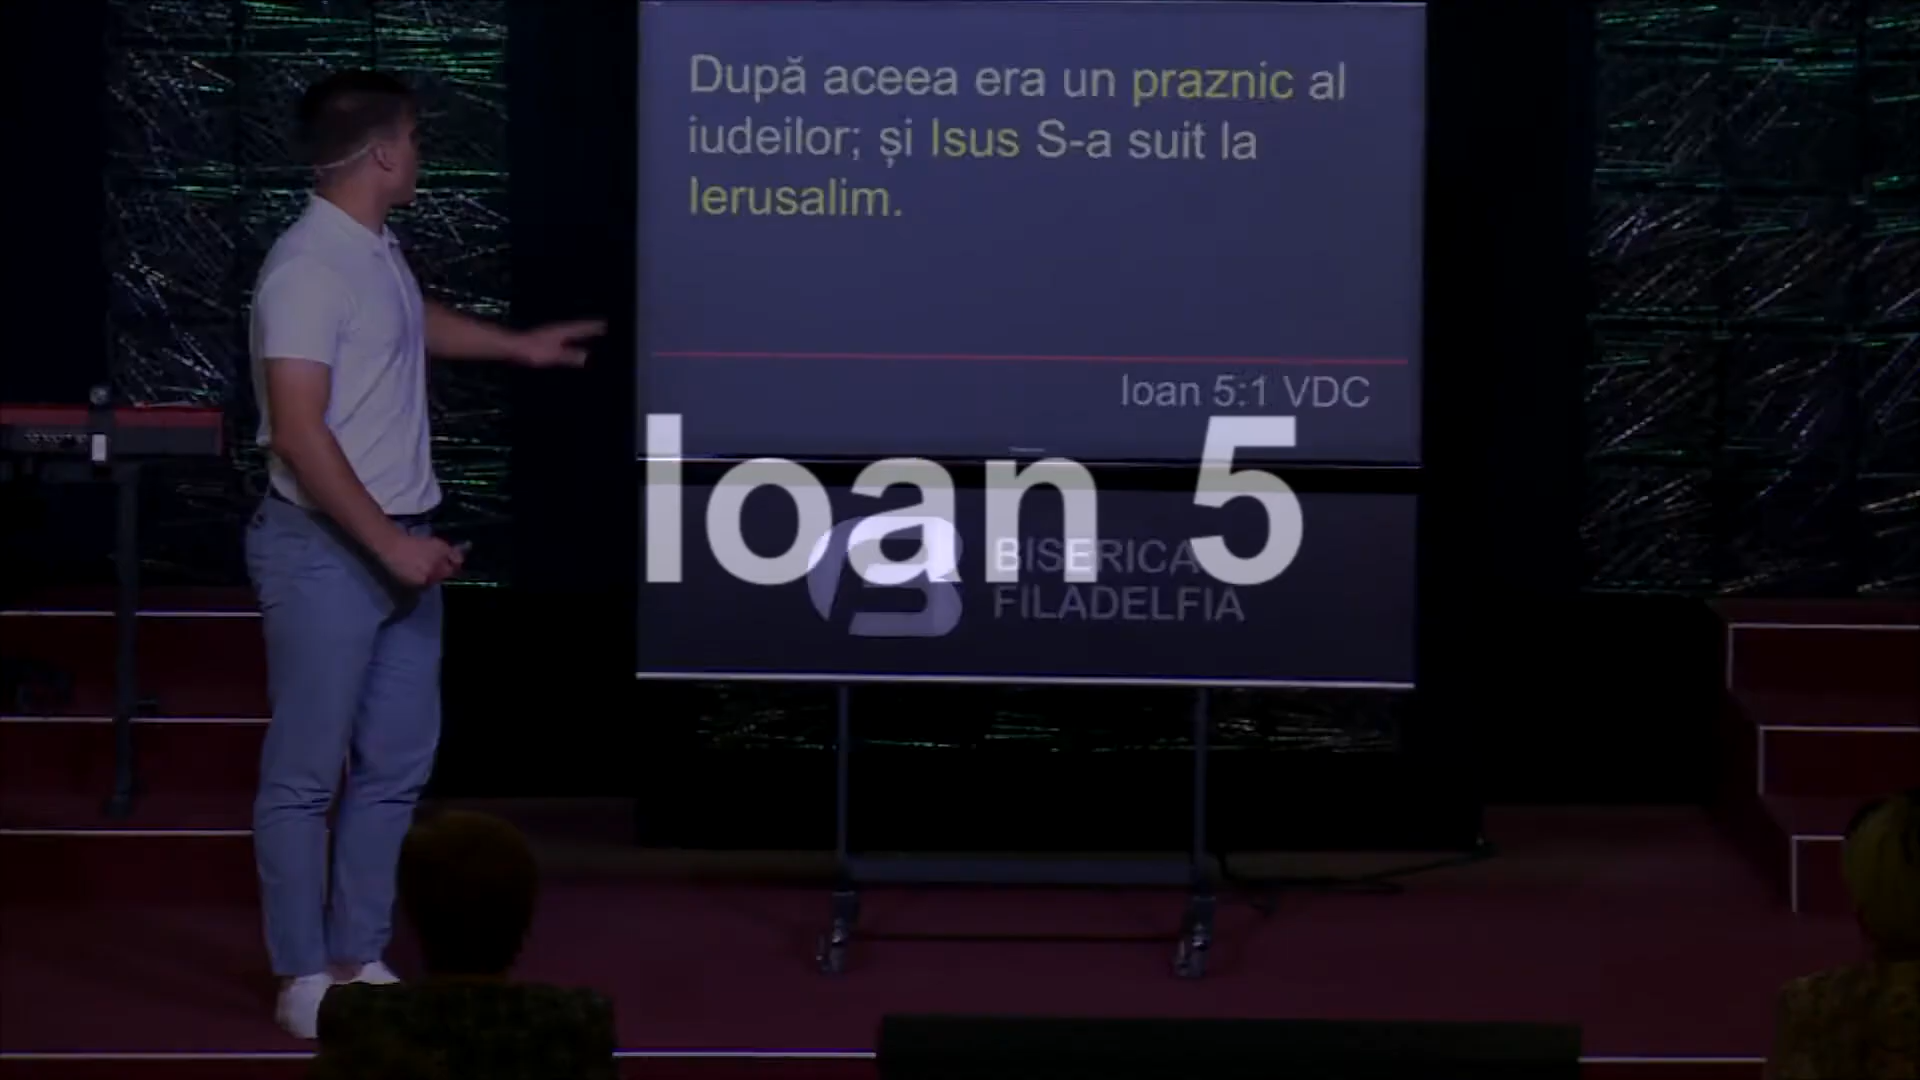 După aceea era un praznic al
iudeilor; și Isus S-a suit la
Ierusalim.
Ioan 5:1 VDC
Ioan 5
BISERICA
FILADELFIA